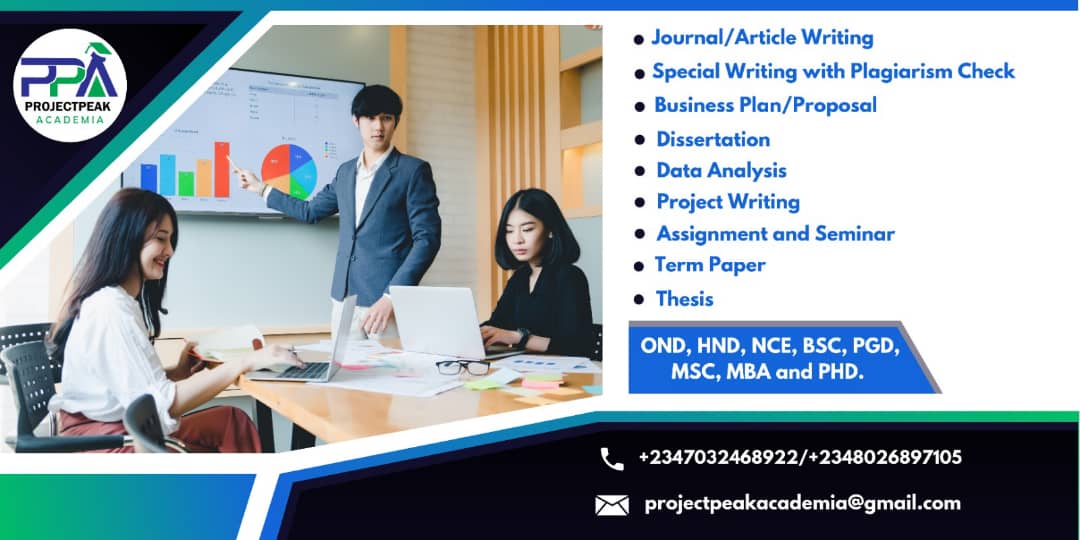 PPA
PROJECTPEAK
ACADEMIA
Journal/Article Writing
Special Writing with Plagiarism Check
Business Plan/Proposal
Dissertation
Data Analysis
Project Writing
Assignment and Seminar
Term Paper
Thesis
OND, HND, NCE, BSC, PGD,
MSC, MBA and PHD.
+2347032468922/+2348026897105
projectpeakacademia@gmail.com